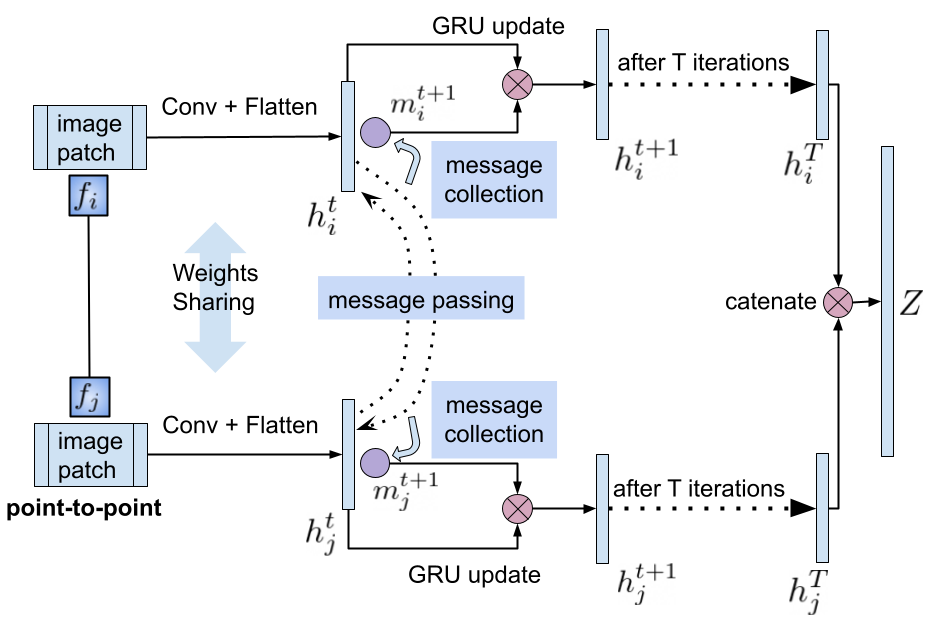 GRU update
after T iterations
Conv + Flatten
m_i^{t+1}
image
patch
message
collection
h_i^{t+1}
h_i^T
f_i
h_i^t
Weights
Sharing
message passing
catenate
Z
f_j
message
collection
Conv + Flatten
image
patch
m_j^{t+1}
after T iterations
point-to-point
h_j^t
GRU update
h_j^{t+1}
h_j^T